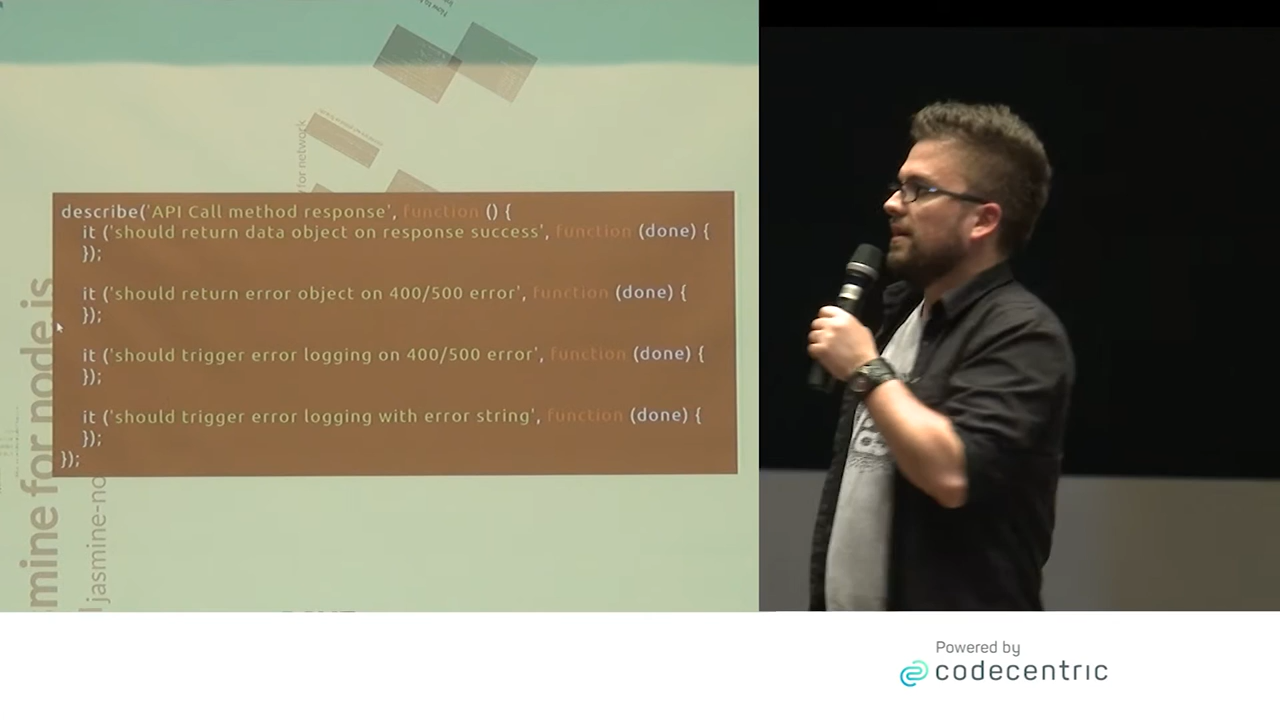 for network
describe('API Call method response', function () {
it ('should return data object on response success', function (done) {
});
it ('should return error object on 400/500 error', function (done) {
});
it ('should trigger error logging on 400/500 error', function (done) {
});
it ('should trigger error logging with error string', function (done) {
});
});
mine for node.js
jasmine-no
Powered by
codecentric